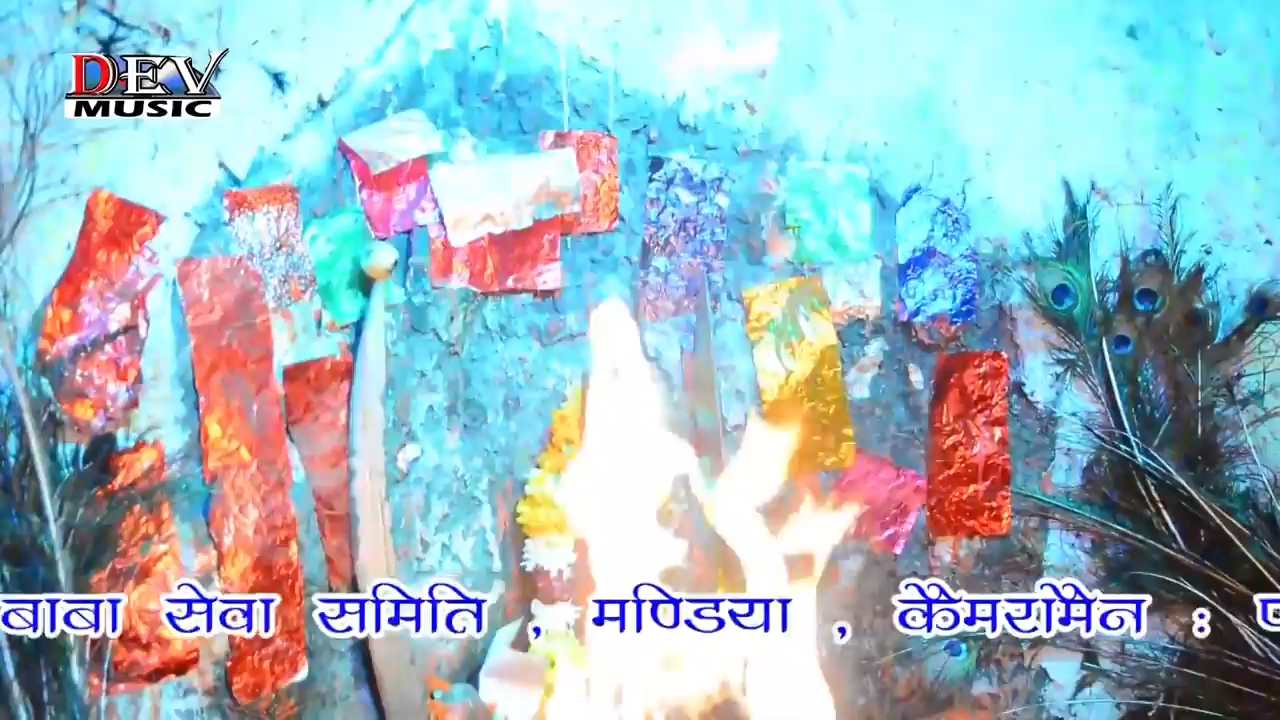 DEV
MUSIC
बाबा सेवा समिति , मण्डिया , कैमरामैन :